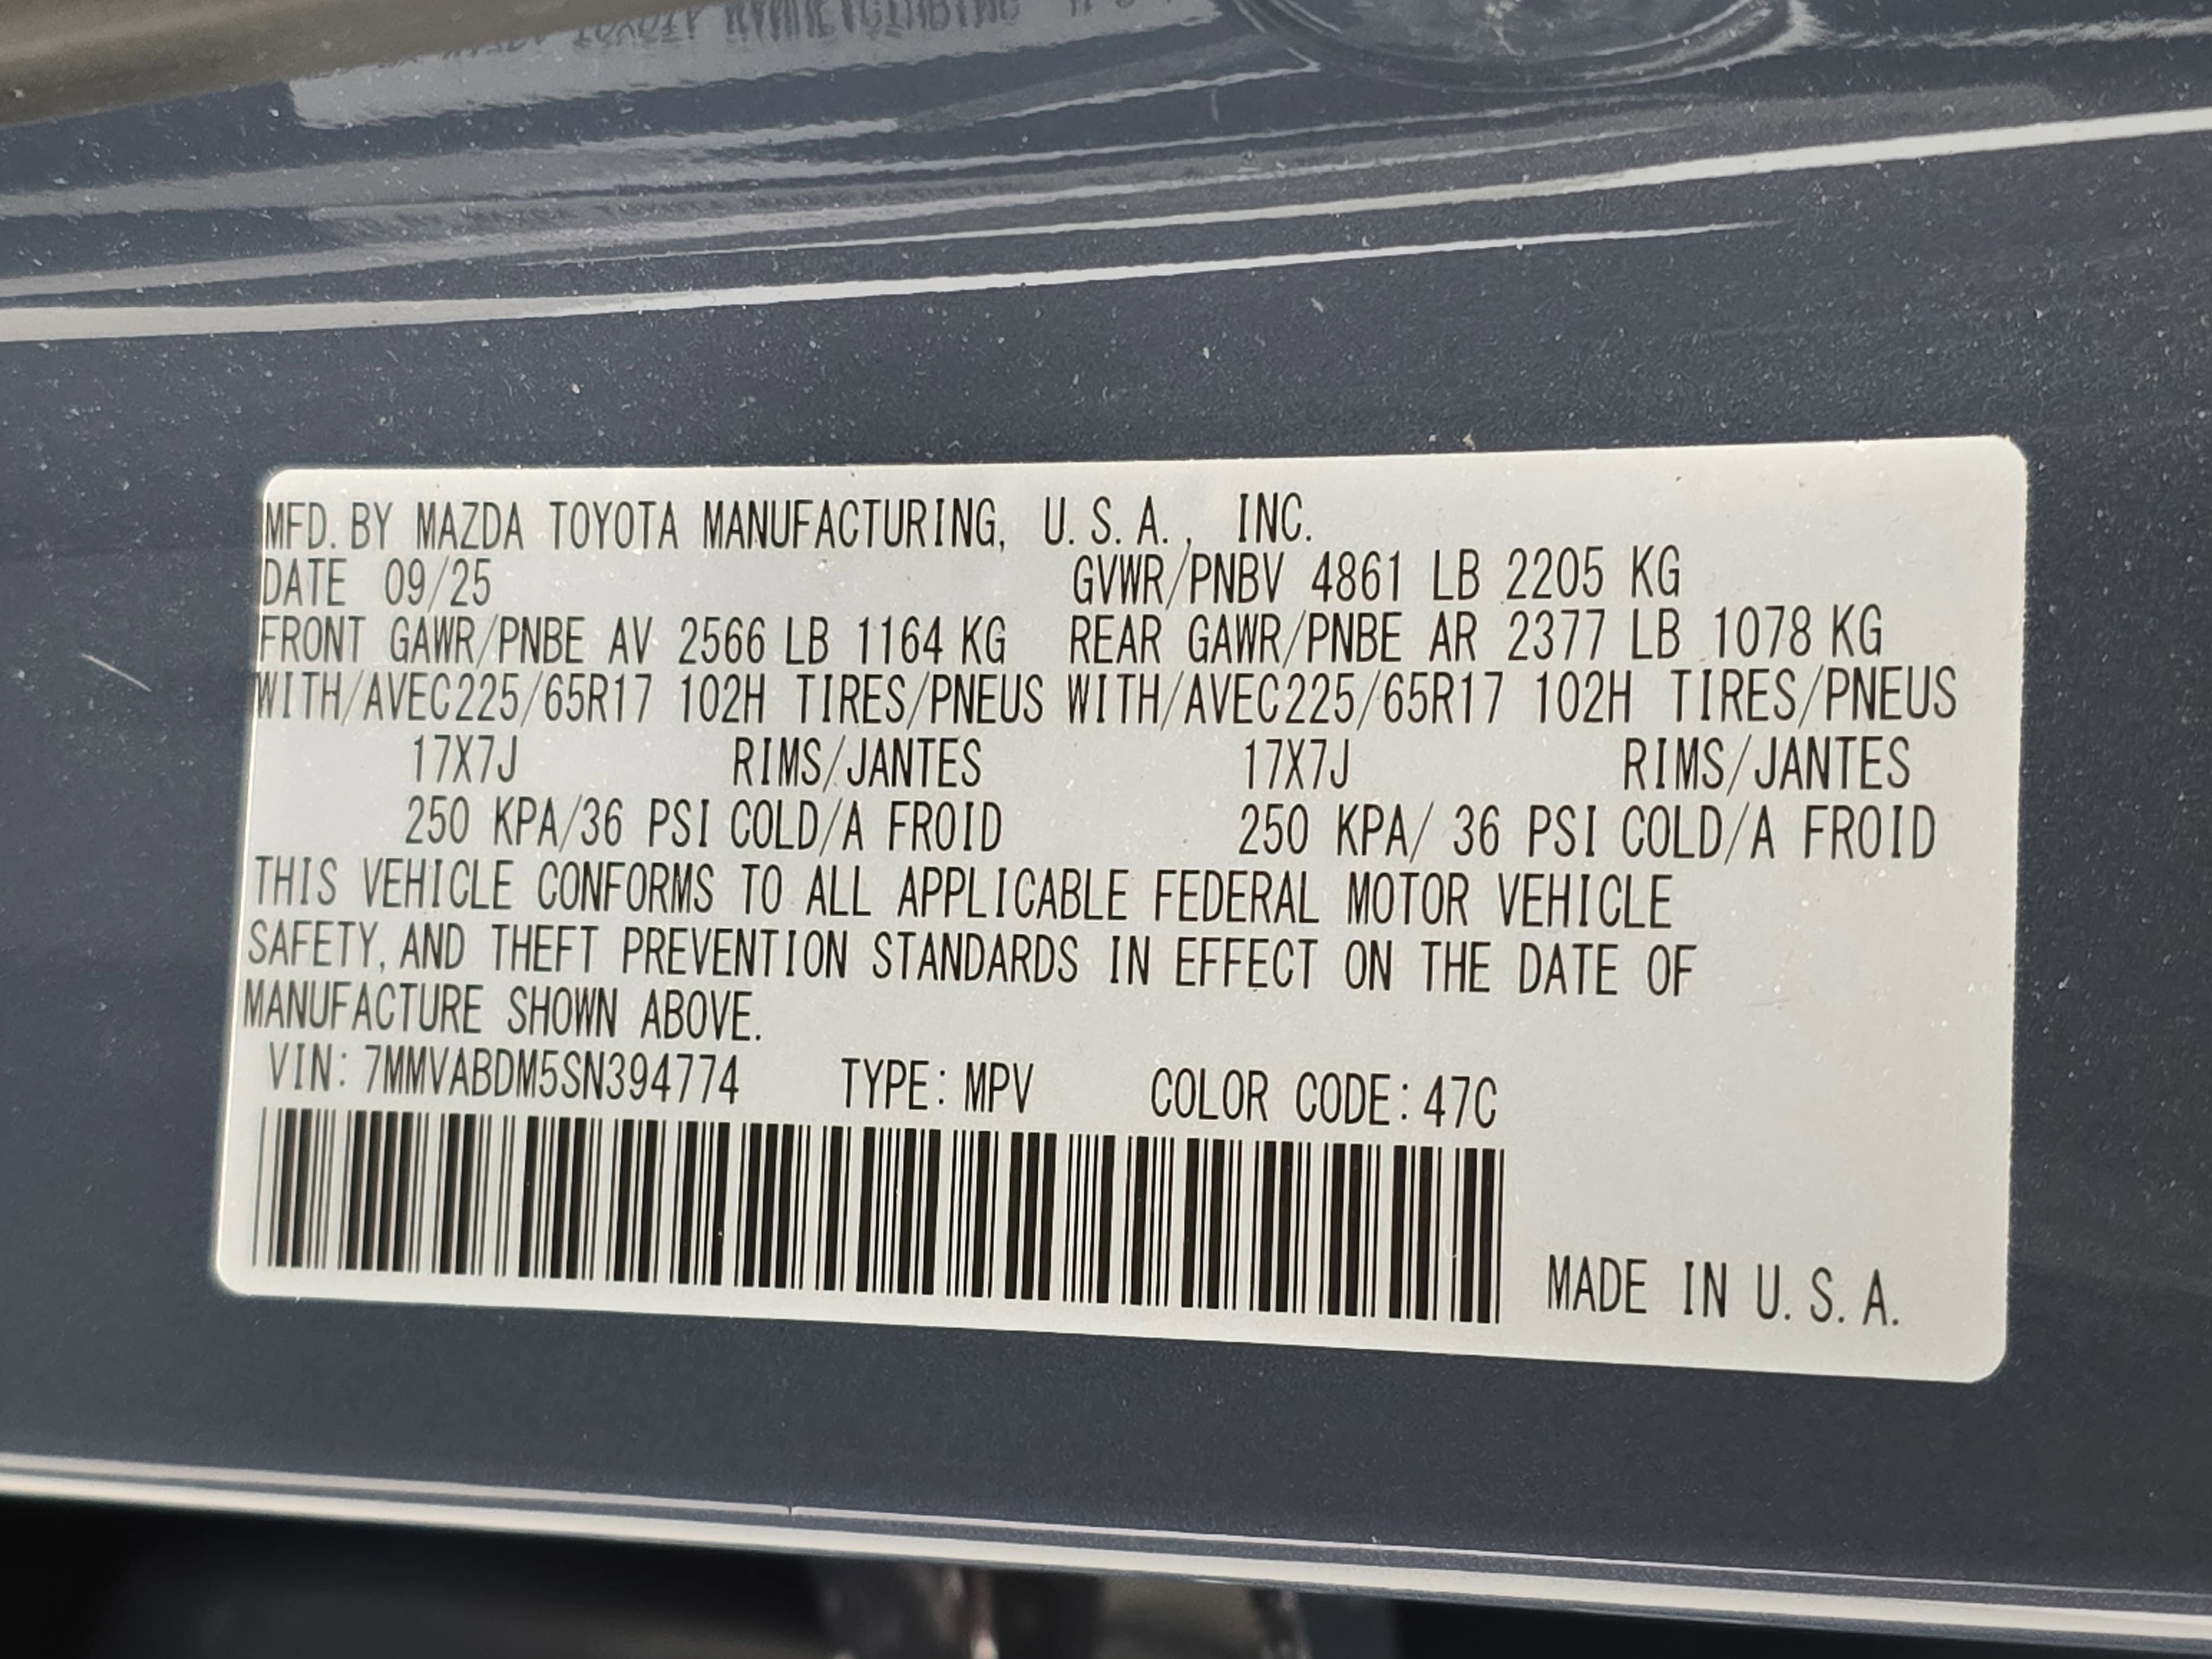 MFD. BY MAZDA TOYOTA MANUFACTURING, U.S.A., INC.
DATE 09/25 GVWR/PNBV 4861 LB 2205 KG
FRONT GAWR/PNBE AV 2566 LB 1164 KG REAR GAWR/PNBE AR 2377 LB 1078 KG
WITH/AVEC225/65R17 102H TIRES/PNEUS WITH/AVEC225/65R17 102H TIRES/PNEUS
17X7J RIMS/JANTES 17X7J RIMS/JANTES
250 KPA/36 PSI COLD/A FROID 250 KPA/ 36 PSI COLD/A FROID
THIS VEHICLE CONFORMS TO ALL APPLICABLE FEDERAL MOTOR VEHICLE
SAFETY, AND THEFT PREVENTION STANDARDS IN EFFECT ON THE DATE OF
MANUFACTURE SHOWN ABOVE.
VIN: 7MMVABDM5SN394774 TYPE: MPV COLOR CODE: 47C
MADE IN U.S.A.